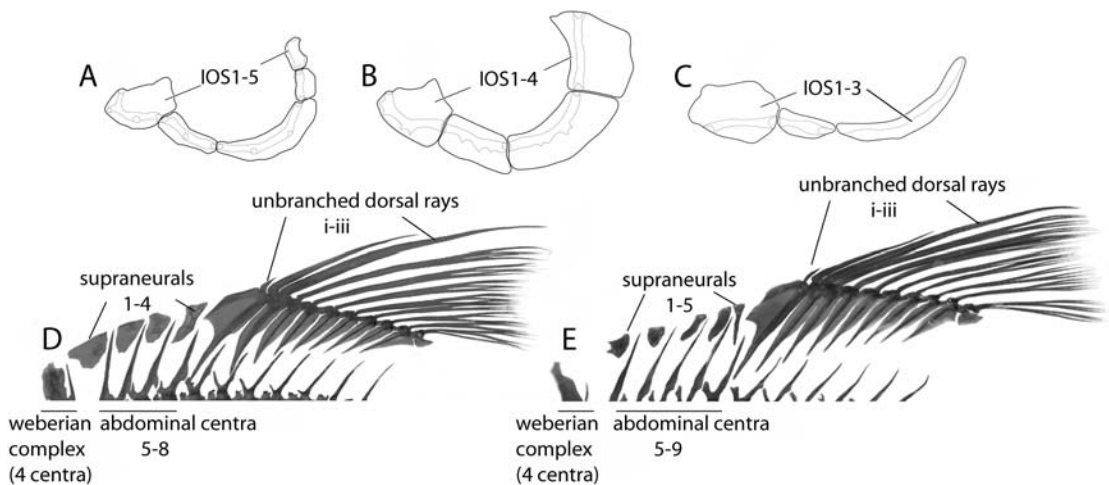 A
IOS1-5
B
IOS1-4
C
IOS1-3
unbranched dorsal rays
i-iii
supraneurals
1-4
D
weberian
complex
(4 centra)
abdominal centra
5-8
unbranched dorsal rays
i-iii
supraneurals
1-5
E
weberian
complex
(4 centra)
abdominal centra
5-9